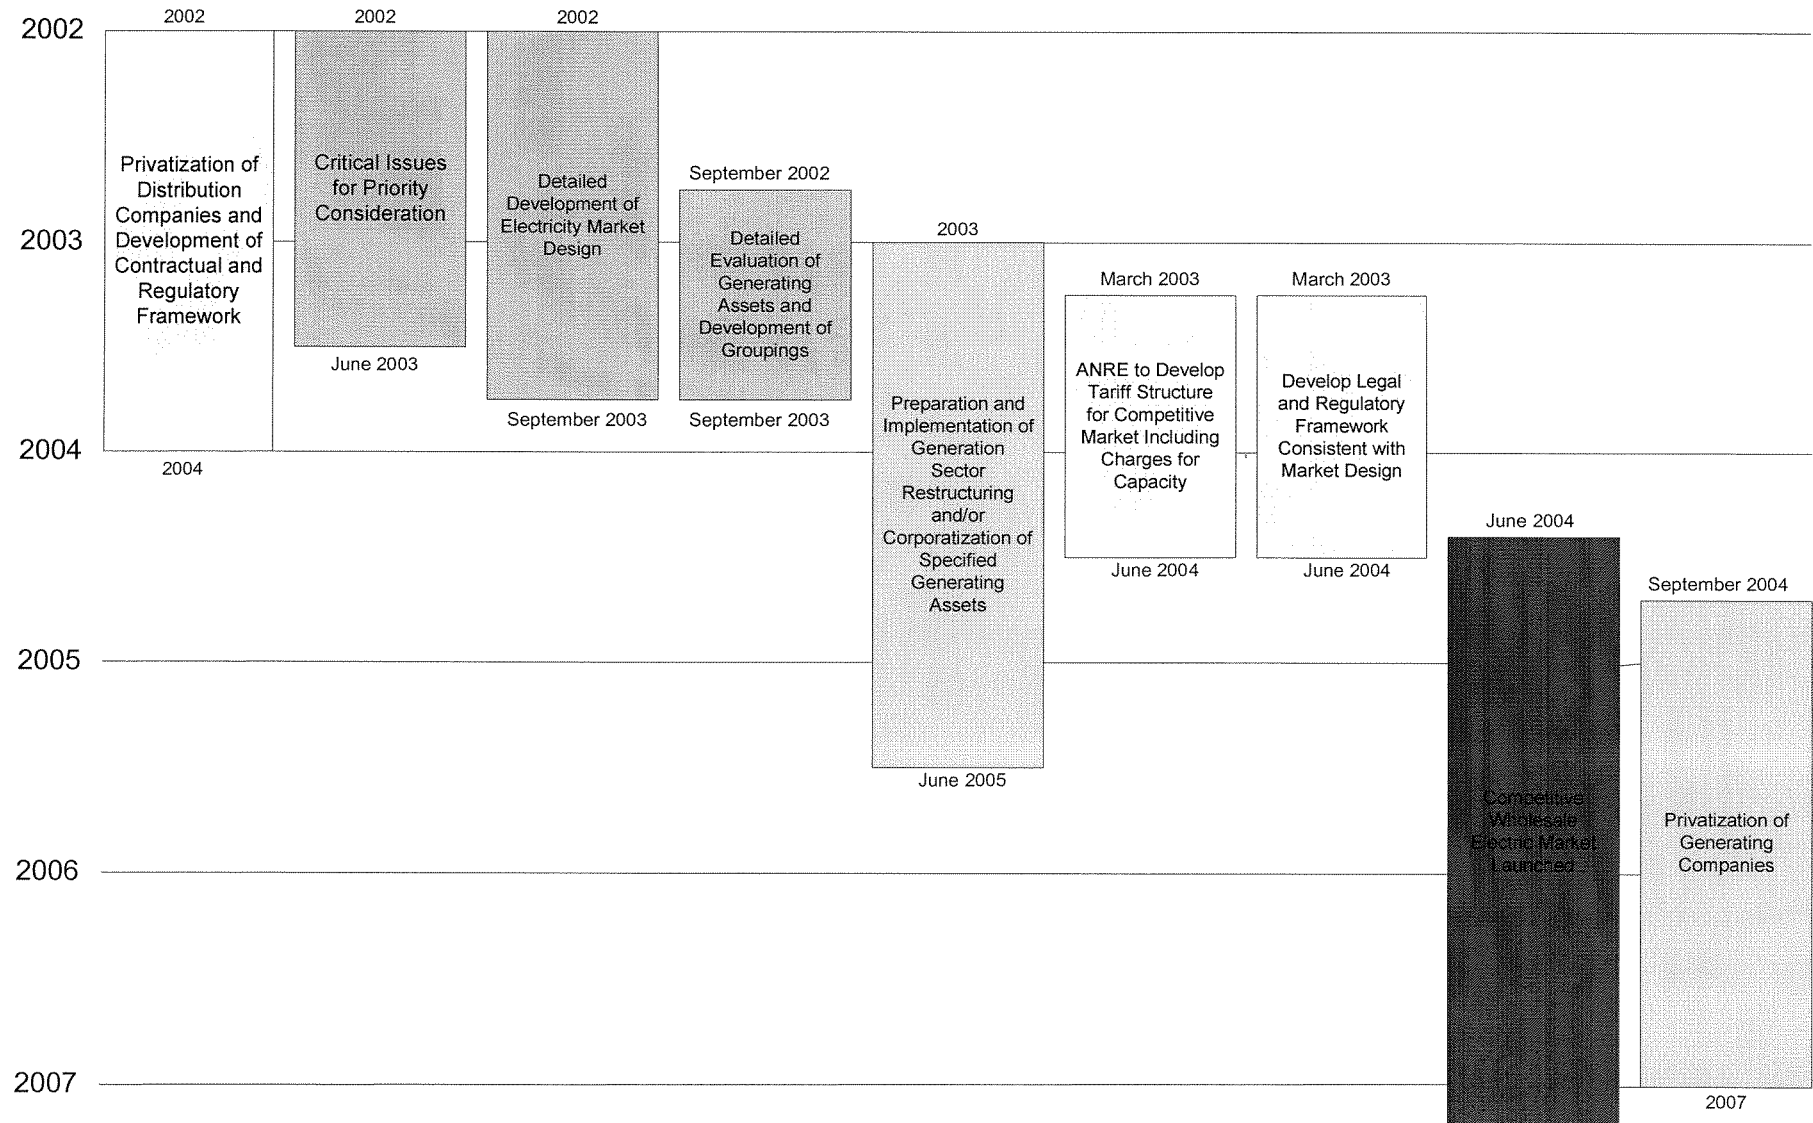 2002
2003
2004
2005
2006
2007
2002
Privatization of
Distribution
Companies and
Development of
Contractual and
Regulatory
Framework
2004
2002
Critical Issues
for Priority
Consideration
June 2003
2002
Detailed
Development of
Electricity Market
Design
September 2003
September 2002
Detailed
Evaluation of
Generating
Assets and
Development of
Groupings
September 2003
2003
Preparation and
Implementation of
Generation
Sector
Restructuring
and/or
Corporatization of
Specified
Generating
Assets
June 2005
March 2003
ANRE to Develop
Tariff Structure
for Competitive
Market Including
Charges for
Capacity
June 2004
March 2003
Develop Legal
and Regulatory
Framework
Consistent with
Market Design
June 2004
June 2004
Competitive
Wholesale
Electric Market
Launched
September 2004
Privatization of
Generating
Companies
2007